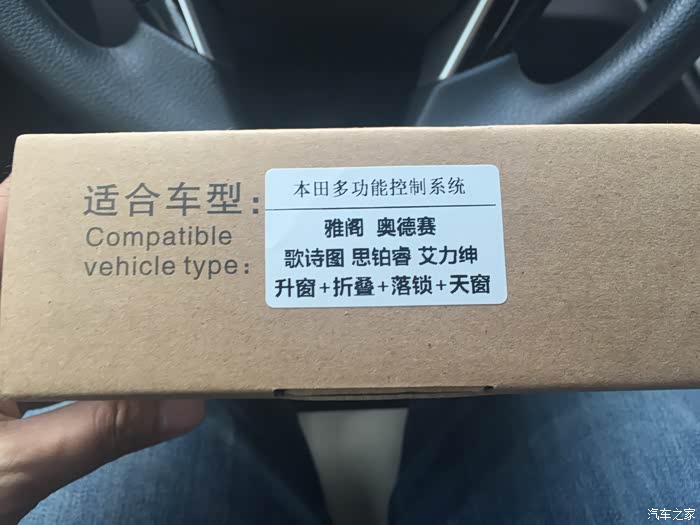 适合车型：
Compatible
vehicle type：
本田多功能控制系统
雅阁 奥德赛
歌诗图 思铂睿 艾力绅
升窗+折叠+落锁+天窗
汽车之家